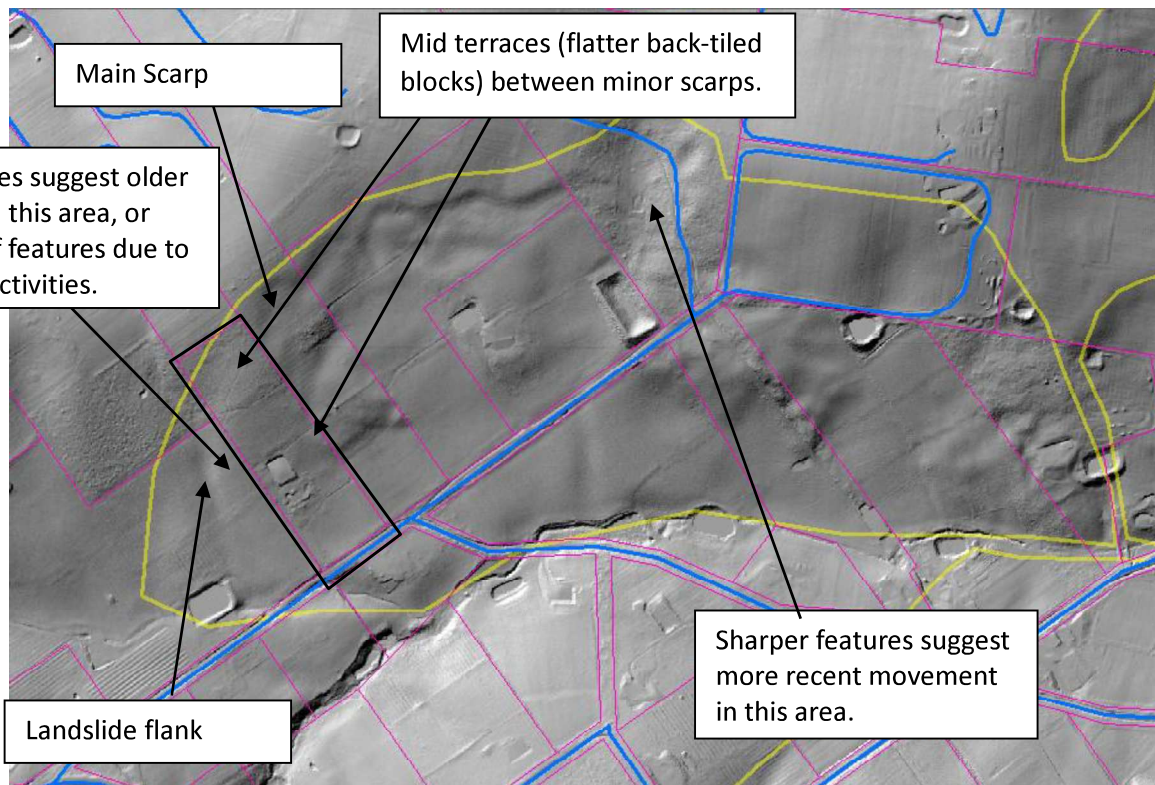 Main Scarp
Mid terraces (flatter back-tiled
blocks) between minor scarps.
es suggest older
this area, or
features due to
ctivities.
Sharper features suggest
more recent movement
in this area.
Landslide flank